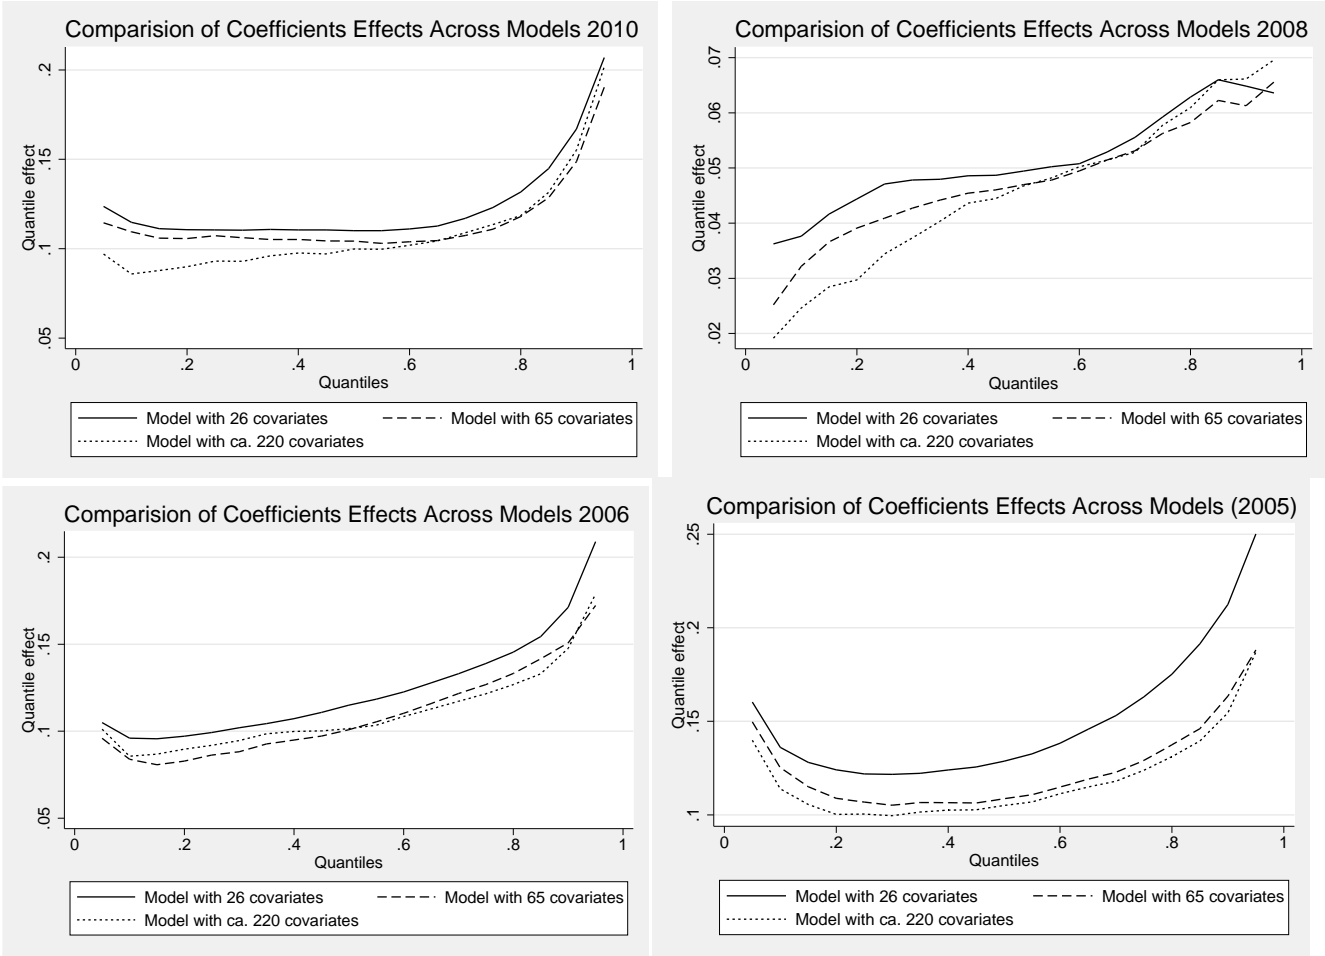 Comparision of Coefficients Effects Across Models 2010
Quantile effect
.2
.15
.1
.05
0 .2 .4 .6 .8 1
Quantiles
Model with 26 covariates Model with 65 covariates
Model with ca. 220 covariates
Comparision of Coefficients Effects Across Models 2008
Quantile effect
.07
.06
.05
.04
.03
.02
0 .2 .4 .6 .8 1
Quantiles
Model with 26 covariates Model with 65 covariates
Model with ca. 220 covariates
Comparision of Coefficients Effects Across Models 2006
Quantile effect
.2
.15
.1
.05
0 .2 .4 .6 .8 1
Quantiles
Model with 26 covariates Model with 65 covariates
Model with ca. 220 covariates
Comparision of Coefficients Effects Across Models (2005)
Quantile effect
.25
.2
.15
.1
0 .2 .4 .6 .8 1
Quantiles
Model with 26 covariates Model with 65 covariates
Model with ca. 220 covariates